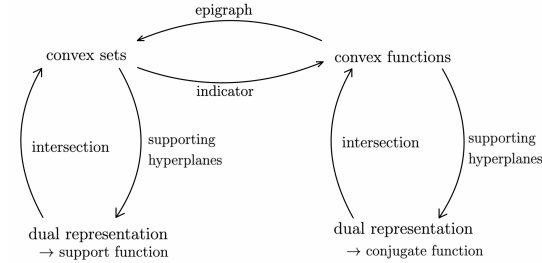 epigraph
convex sets
convex functions
indicator
intersection
supporting
hyperplanes
intersection
supporting
hyperplanes
dual representation
→ support function
dual representation
→ conjugate function